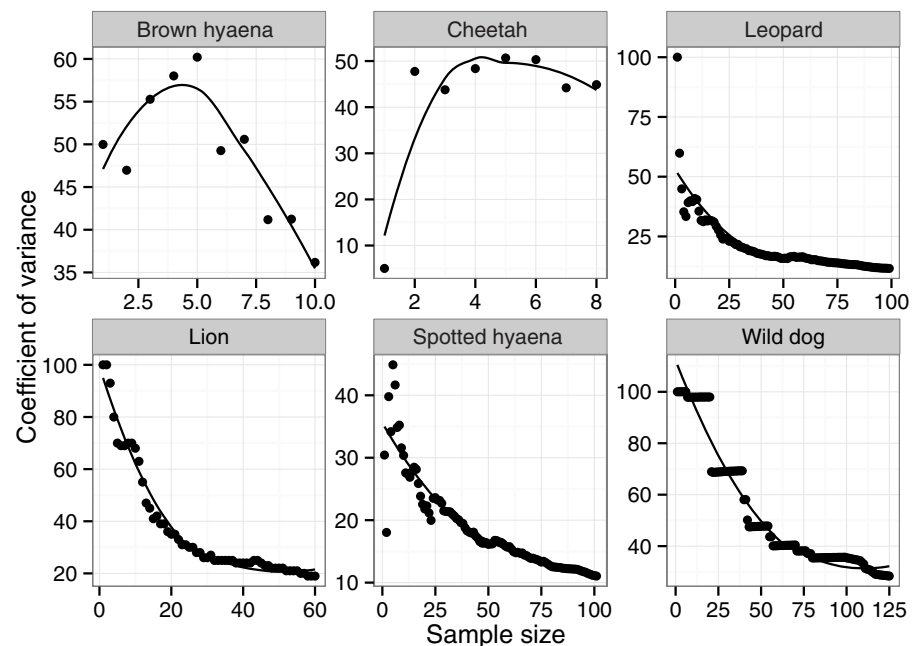 Brown hyaena
Cheetah
Leopard
60
55
50
45
40
35
2.5 5.0 7.5 10.0
50
40
30
20
10
2 4 6 8
100
75
50
25
0 25 50 75 100
Lion
Spotted hyaena
Wild dog
100
80
60
40
20
0 20 40 60
40
30
20
10
0 25 50 75 100
100
80
60
40
0 25 50 75 100 125
Coefficient of variance
Sample size